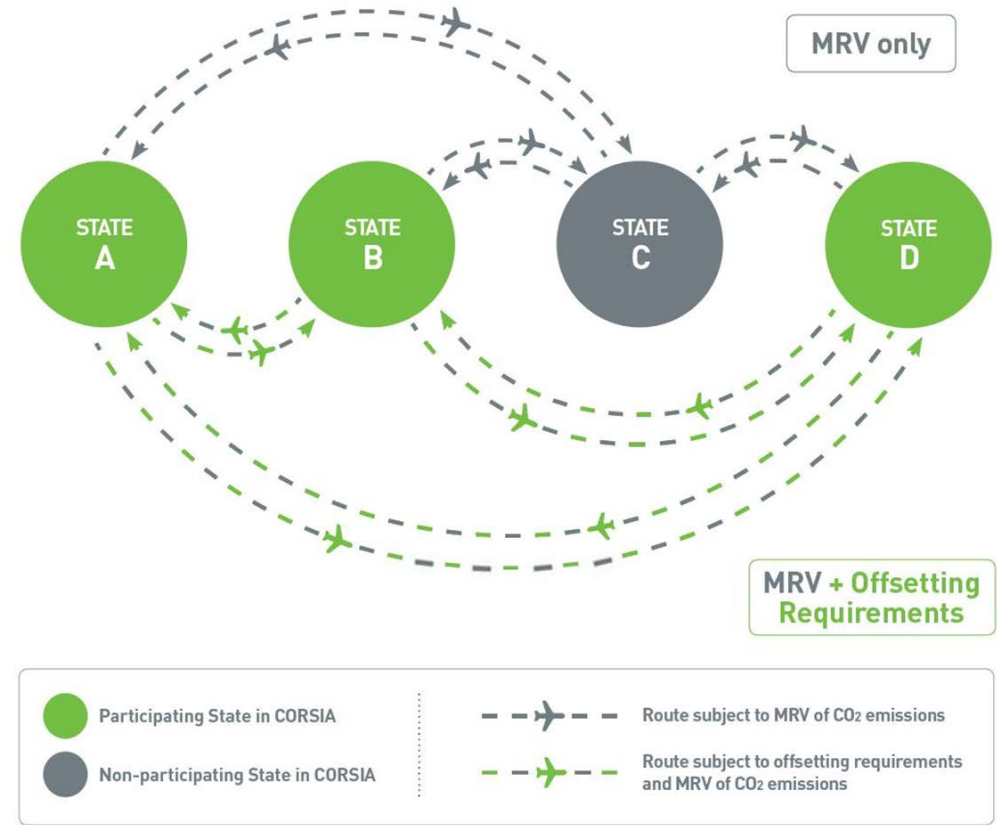 MRV only
STATE
A
STATE
B
STATE
C
STATE
D
MRV + Offsetting
Requirements
Participating State in CORSIA
Non-participating State in CORSIA
Route subject to MRV of CO₂ emissions
Route subject to offsetting requirements
and MRV of CO₂ emissions